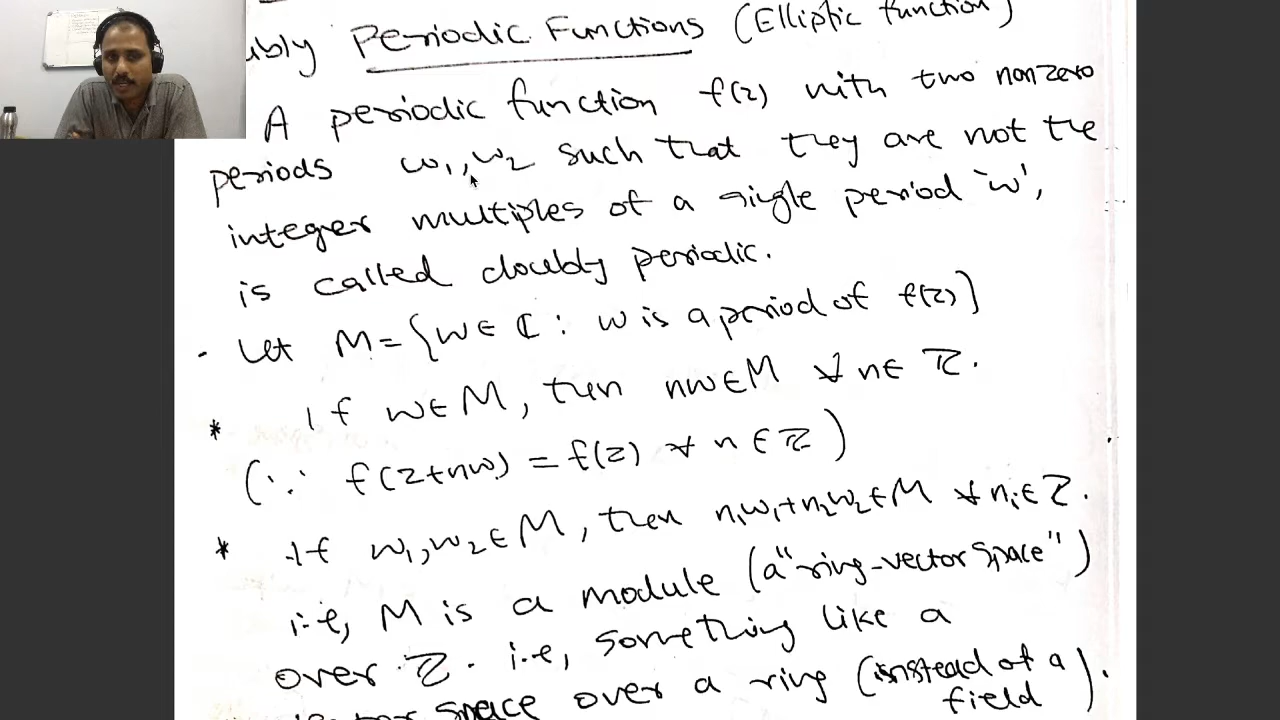 Periodic Functions (Elliptic function)
A periodic function f(z) with two nonzero
periods ω₁, ω₂ such that they are not the
integer multiples of a single period 'ω',
is called doubly periodic.
. Let M = {ω ∈ ℂ : ω is a period of f(z)}
* If ω ∈ M, then nω ∈ M ∀ n ∈ ℤ.
(∵ f(z+nω) = f(z) ∀ n ∈ ℤ)
* If ω₁, ω₂ ∈ M, then n₁ω₁+n₂ω₂ ∈ M ∀ nᵢ ∈ ℤ.
i.e, M is a module (a "ring-vector space")
over ℤ. i.e, something like a
space over a ring (instead of a
field).